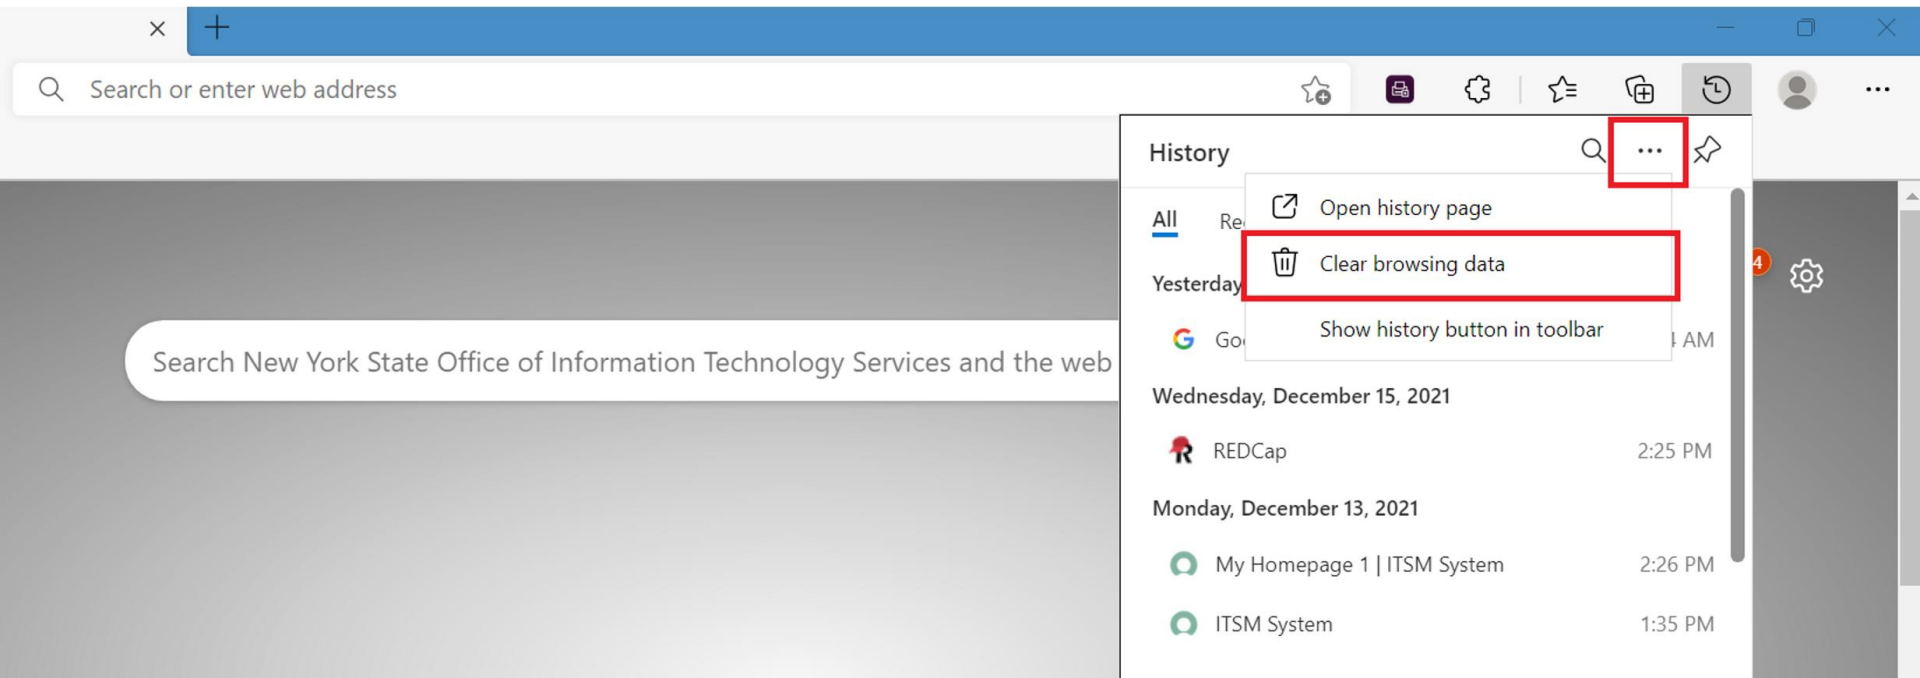 Search or enter web address
History
Open history page
All
Clear browsing data
4
Yesterday
Show history button in toolbar
AM
Search New York State Office of Information Technology Services and the web
Wednesday, December 15, 2021
REDCap 2:25 PM
Monday, December 13, 2021
My Homepage 1 | ITSM System 2:26 PM
ITSM System 1:35 PM